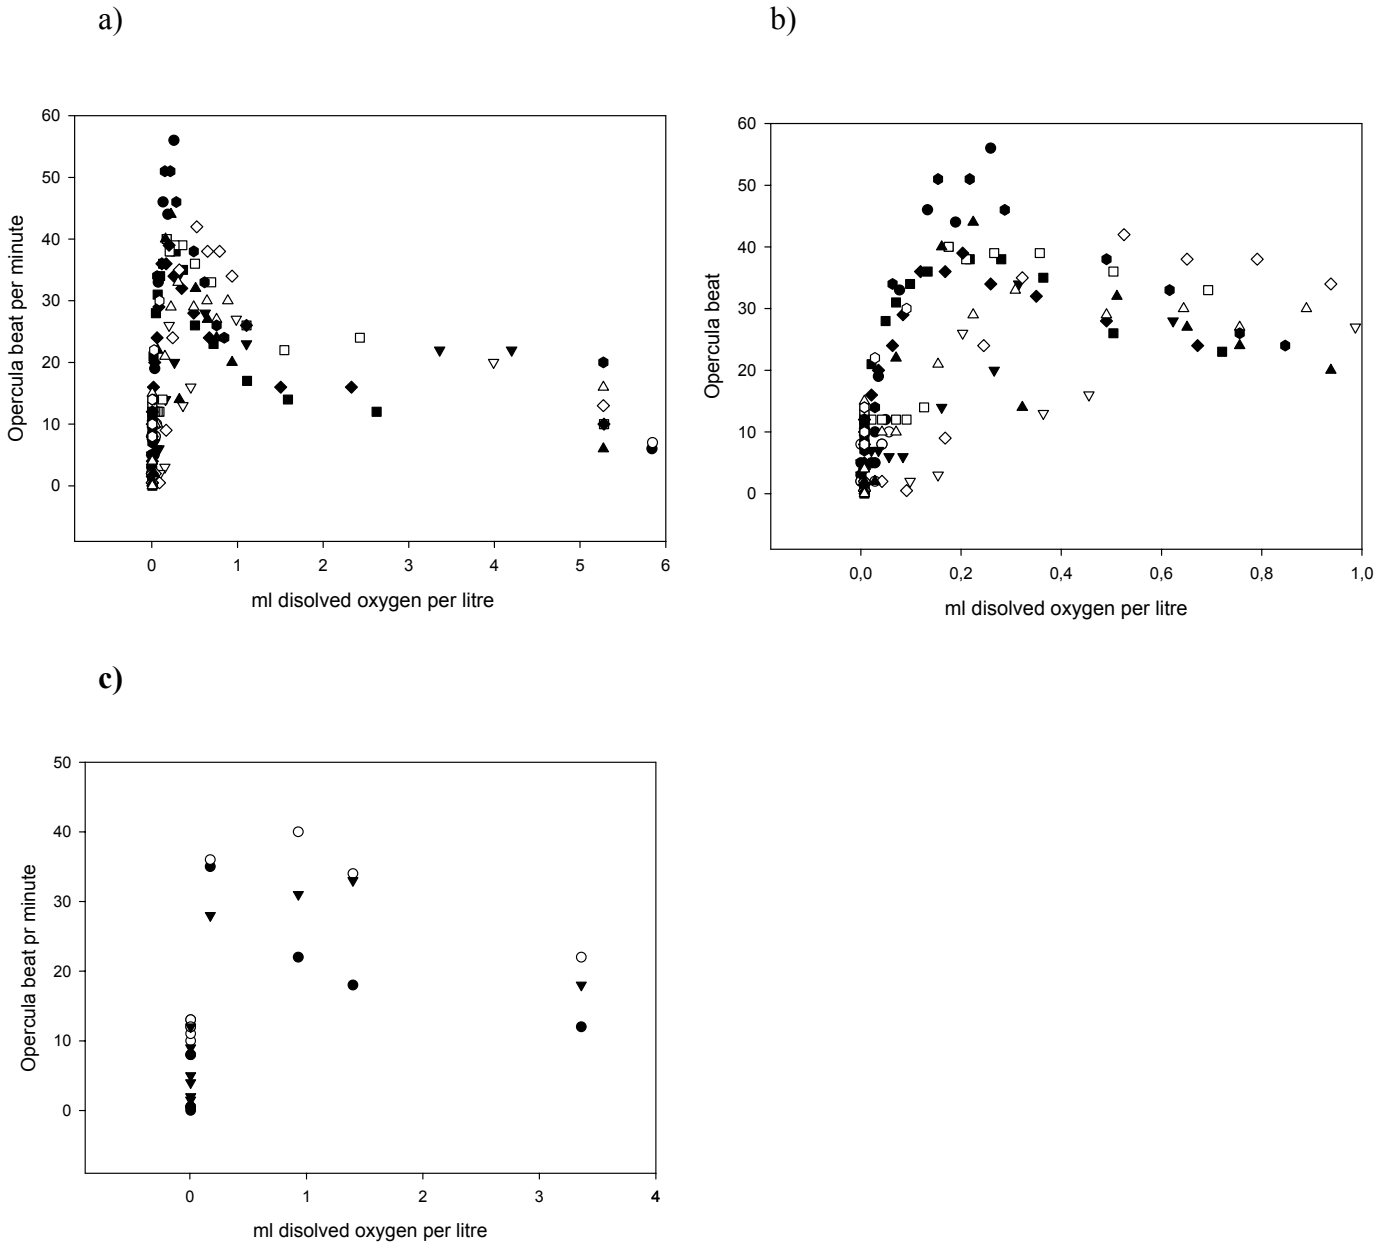 a)
60
50
40
30
20
10
0
Opercula beat per minute
0 1 2 3 4 5 6
ml disolved oxygen per litre
b)
60
50
40
30
20
10
0
Opercula beat
0,0 0,2 0,4 0,6 0,8 1,0
ml disolved oxygen per litre
c)
50
40
30
20
10
0
Opercula beat pr minute
0 1 2 3 4
ml disolved oxygen per litre